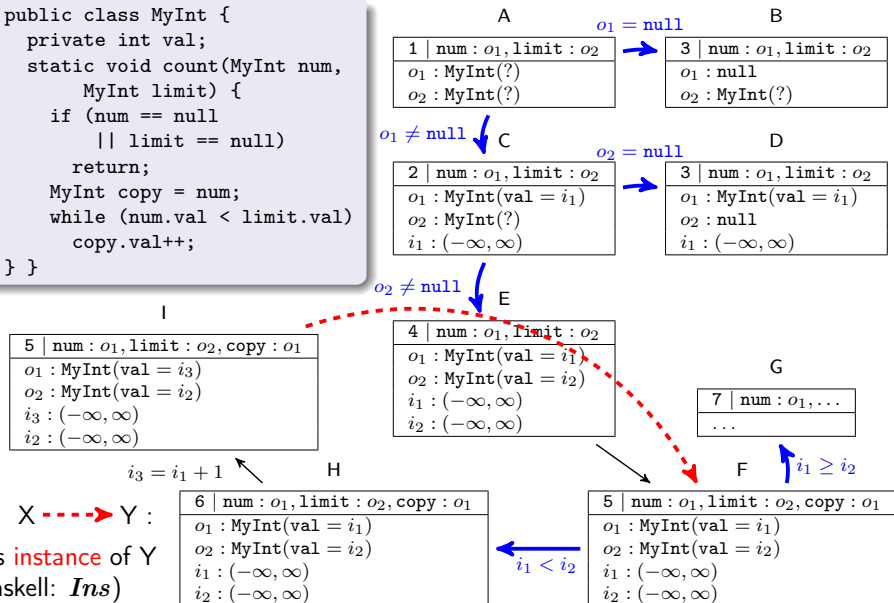 public class MyInt {
private int val;
static void count(MyInt num,
MyInt limit) {
if (num == null
|| limit == null)
return;
MyInt copy = num;
while (num.val < limit.val)
copy.val++;
} }
A
1 | num : o₁, limit : o₂
o₁ : MyInt(?)
o₂ : MyInt(?)
o₁ = null
B
3 | num : o₁, limit : o₂
o₁ : null
o₂ : MyInt(?)
o₁ ≠ null
C
2 | num : o₁, limit : o₂
o₁ : MyInt(val = i₁)
o₂ : MyInt(?)
i₁ : (−∞, ∞)
o₂ = null
D
3 | num : o₁, limit : o₂
o₁ : MyInt(val = i₁)
o₂ : null
i₁ : (−∞, ∞)
o₂ ≠ null
E
4 | num : o₁, limit : o₂
o₁ : MyInt(val = i₁)
o₂ : MyInt(val = i₂)
i₁ : (−∞, ∞)
i₂ : (−∞, ∞)
I
5 | num : o₁, limit : o₂, copy : o₁
o₁ : MyInt(val = i₃)
o₂ : MyInt(val = i₂)
i₃ : (−∞, ∞)
i₂ : (−∞, ∞)
G
7 | num : o₁, ...
...
i₁ ≥ i₂
F
5 | num : o₁, limit : o₂, copy : o₁
o₁ : MyInt(val = i₁)
o₂ : MyInt(val = i₂)
i₁ : (−∞, ∞)
i₂ : (−∞, ∞)
i₁ < i₂
i₃ = i₁ + 1
H
6 | num : o₁, limit : o₂, copy : o₁
o₁ : MyInt(val = i₁)
o₂ : MyInt(val = i₂)
i₁ : (−∞, ∞)
i₂ : (−∞, ∞)
X Y :
s instance of Y
askell: Ins)